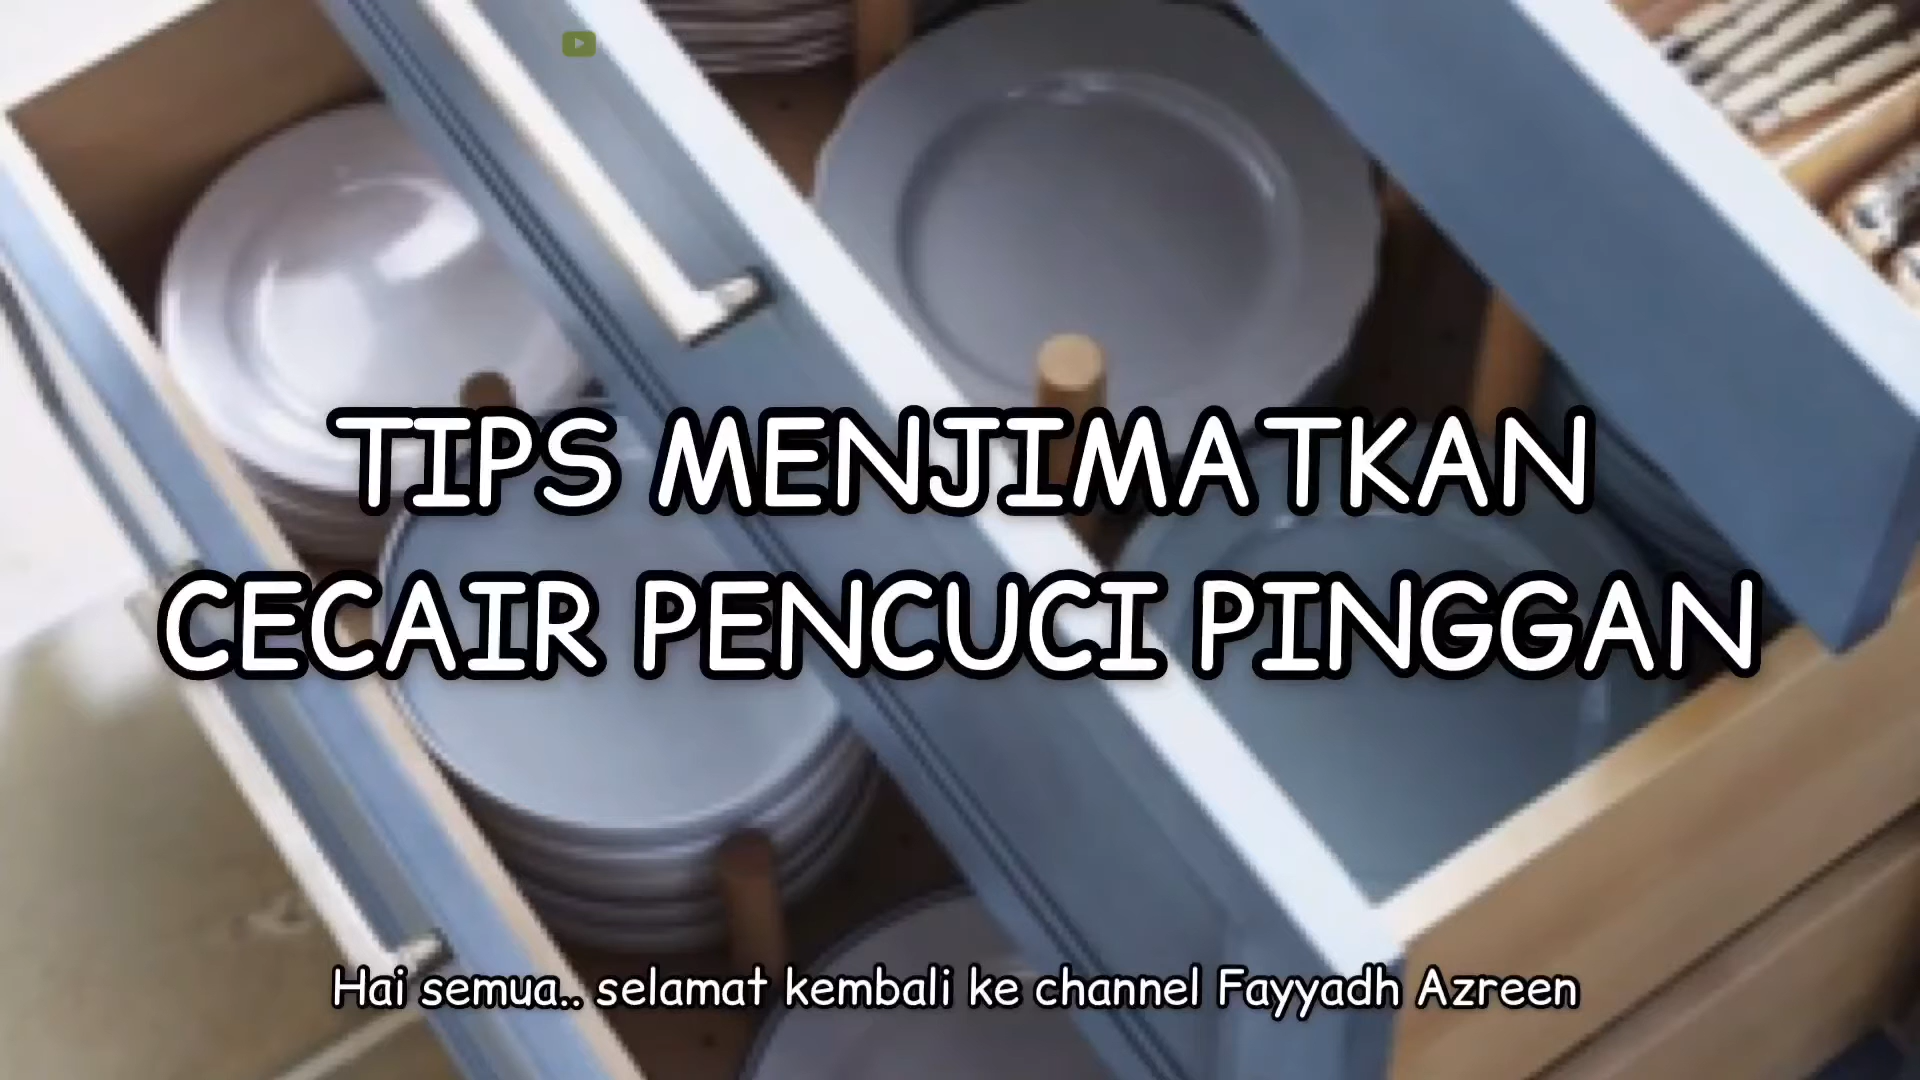 TIPS MENJIMATKAN
CECAIR PENCUCI PINGGAN
Hai semua.. selamat kembali ke channel Fayyadh Azreen